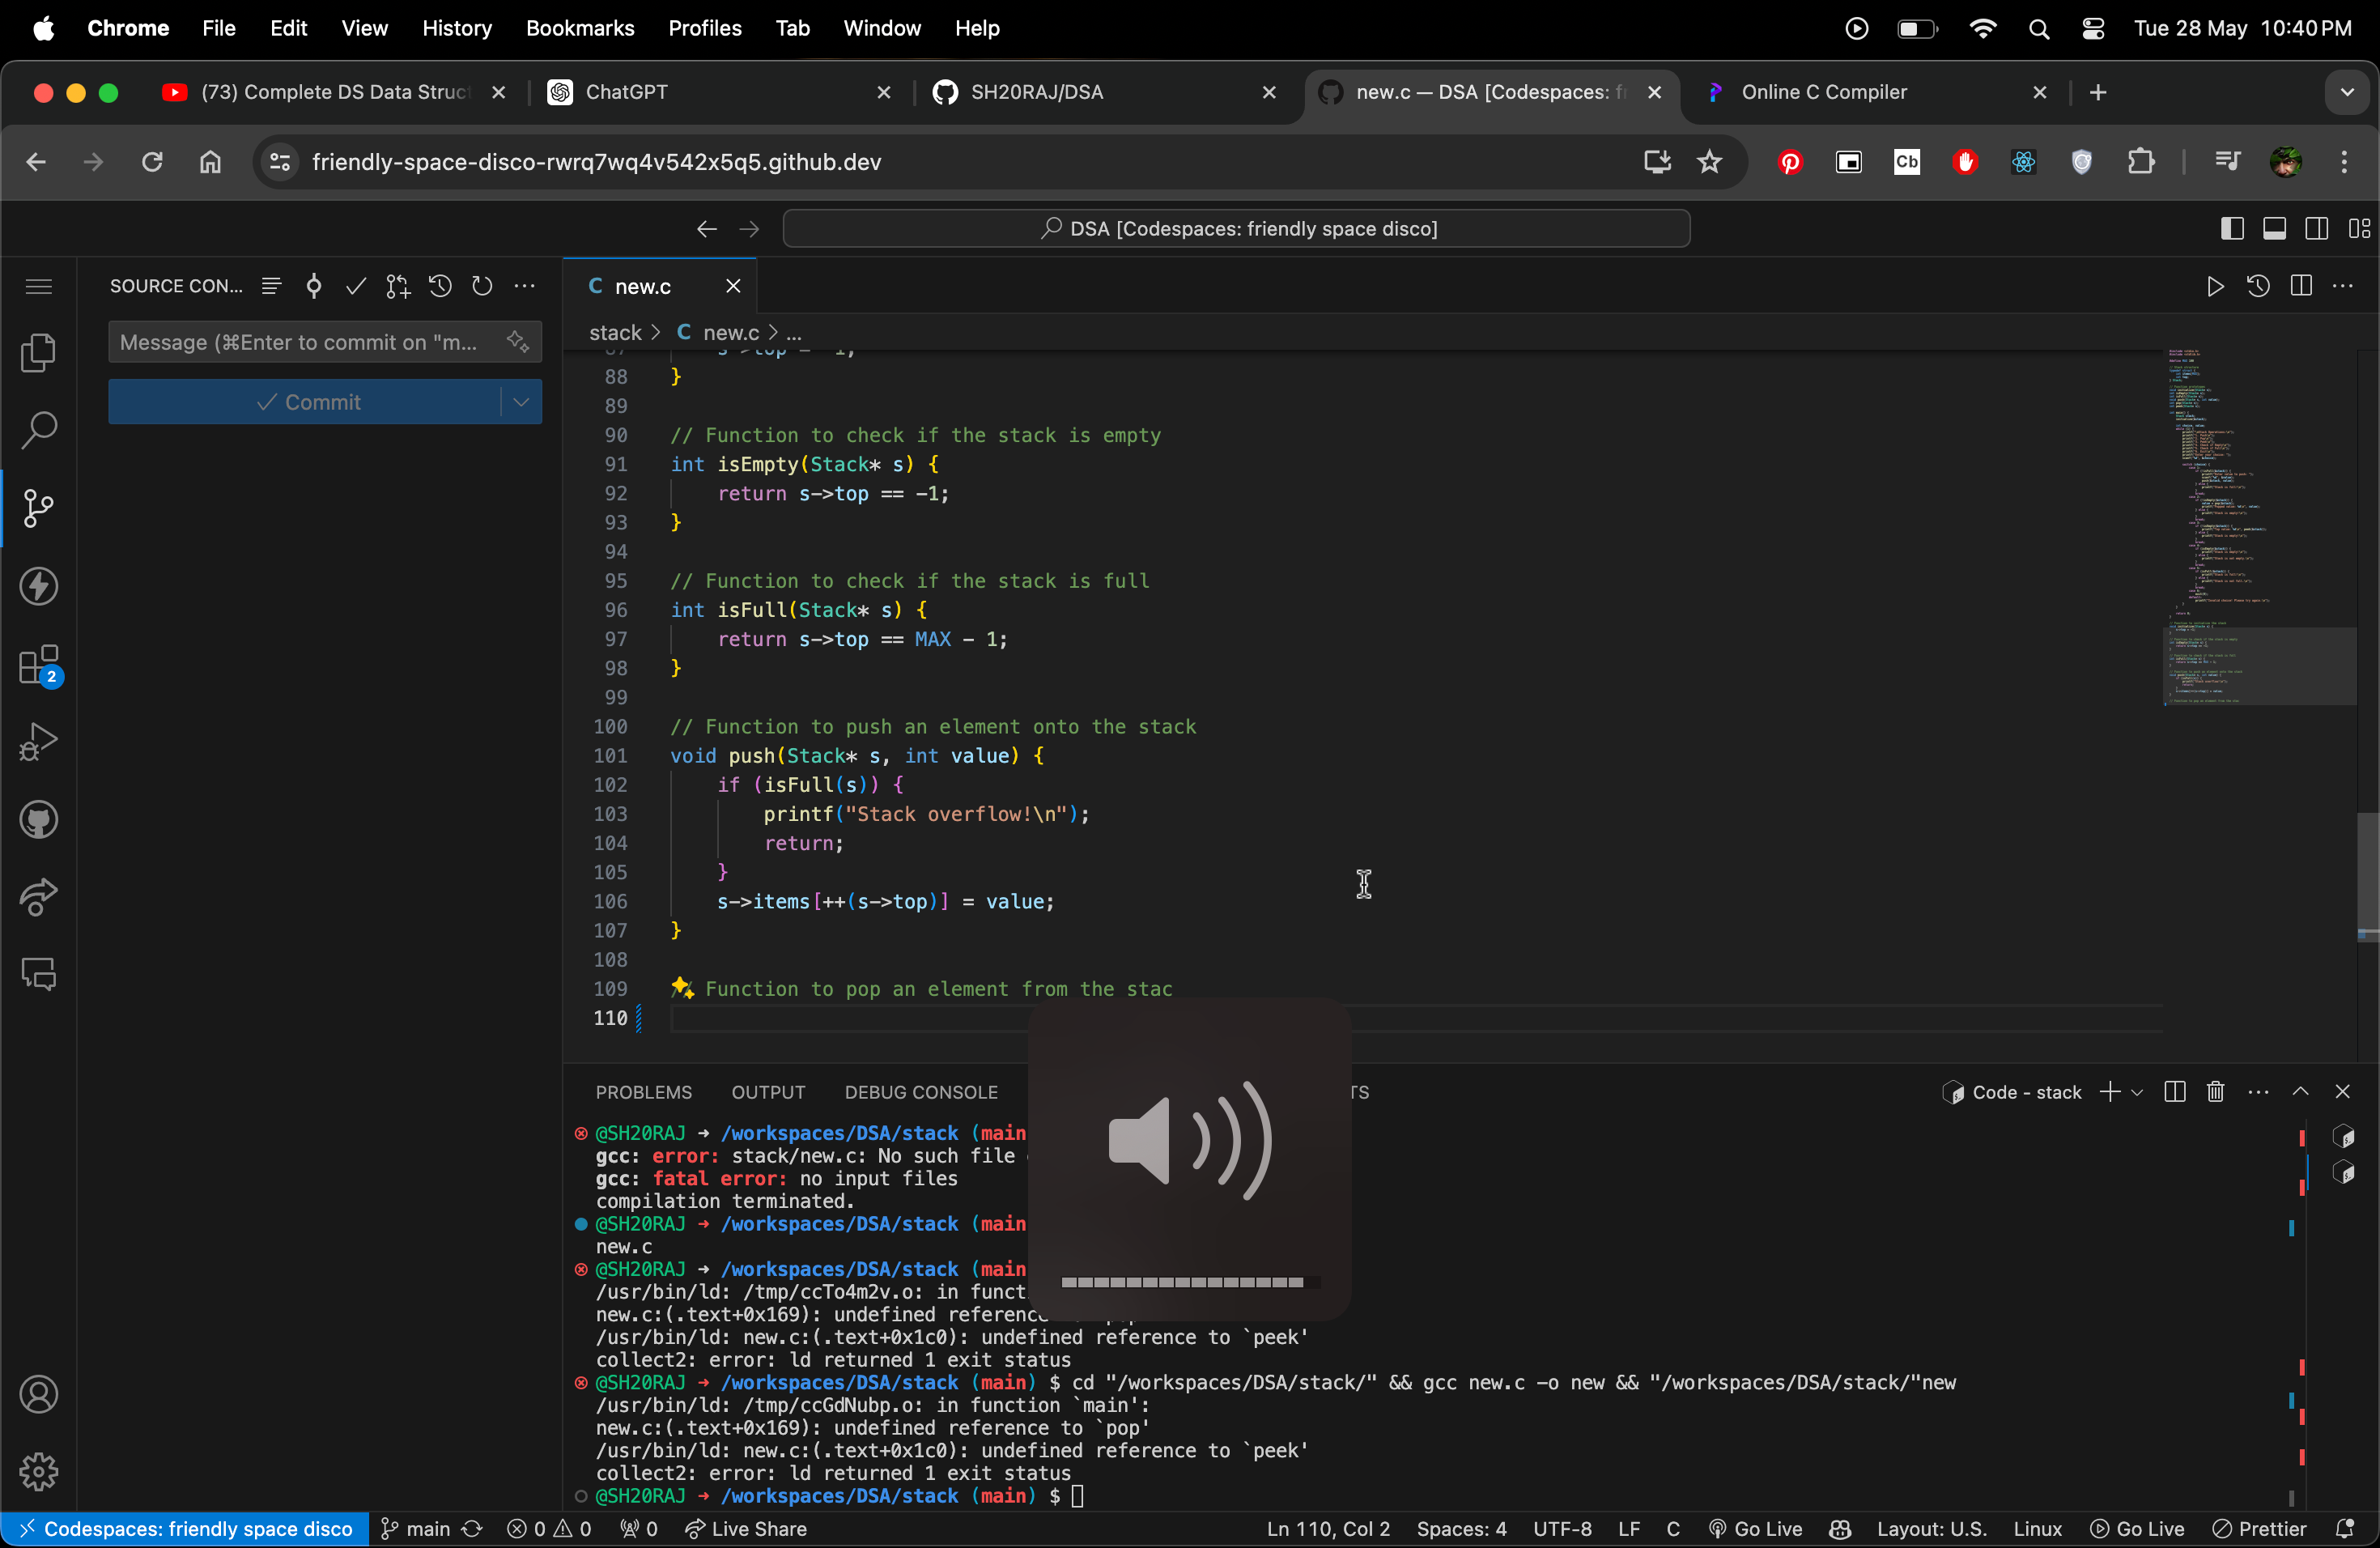 Chrome File Edit View History Bookmarks Profiles Tab Window Help Tue 28 May 10:40 PM
(73) Complete DS Data Struct ChatGPT SH20RAJ/DSA new.c — DSA [Codespaces: fr Online C Compiler
friendly-space-disco-rwrq7wq4v542x5q5.github.dev Cb
DSA [Codespaces: friendly space disco]
SOURCE CON...
C new.c
Message (⌘Enter to commit on "m...
Commit
2
stack > C new.c > ...
87 s->top = -1;
88 }
89
90 // Function to check if the stack is empty
91 int isEmpty(Stack* s) {
92 return s->top == -1;
93 }
94
95 // Function to check if the stack is full
96 int isFull(Stack* s) {
97 return s->top == MAX - 1;
98 }
99
100 // Function to push an element onto the stack
101 void push(Stack* s, int value) {
102 if (isFull(s)) {
103 printf("Stack overflow!\n");
104 return;
105 }
106 s->items[++(s->top)] = value;
107 }
108
109 Function to pop an element from the stac
110
PROBLEMS OUTPUT DEBUG CONSOLE TS Code - stack
@SH20RAJ ➜ /workspaces/DSA/stack (main
gcc: error: stack/new.c: No such file
gcc: fatal error: no input files
compilation terminated.
@SH20RAJ ➜ /workspaces/DSA/stack (main
new.c
@SH20RAJ ➜ /workspaces/DSA/stack (main
/usr/bin/ld: /tmp/ccTo4m2v.o: in functi
new.c:(.text+0x169): undefined referenc
/usr/bin/ld: new.c:(.text+0x1c0): undefined reference to `peek'
collect2: error: ld returned 1 exit status
@SH20RAJ ➜ /workspaces/DSA/stack (main) $ cd "/workspaces/DSA/stack/" && gcc new.c -o new && "/workspaces/DSA/stack/"new
/usr/bin/ld: /tmp/ccGdNubp.o: in function `main':
new.c:(.text+0x169): undefined reference to `pop'
/usr/bin/ld: new.c:(.text+0x1c0): undefined reference to `peek'
collect2: error: ld returned 1 exit status
@SH20RAJ ➜ /workspaces/DSA/stack (main) $
Codespaces: friendly space disco main 0 0 0 Live Share Ln 110, Col 2 Spaces: 4 UTF-8 LF C Go Live Layout: U.S. Linux Go Live Prettier